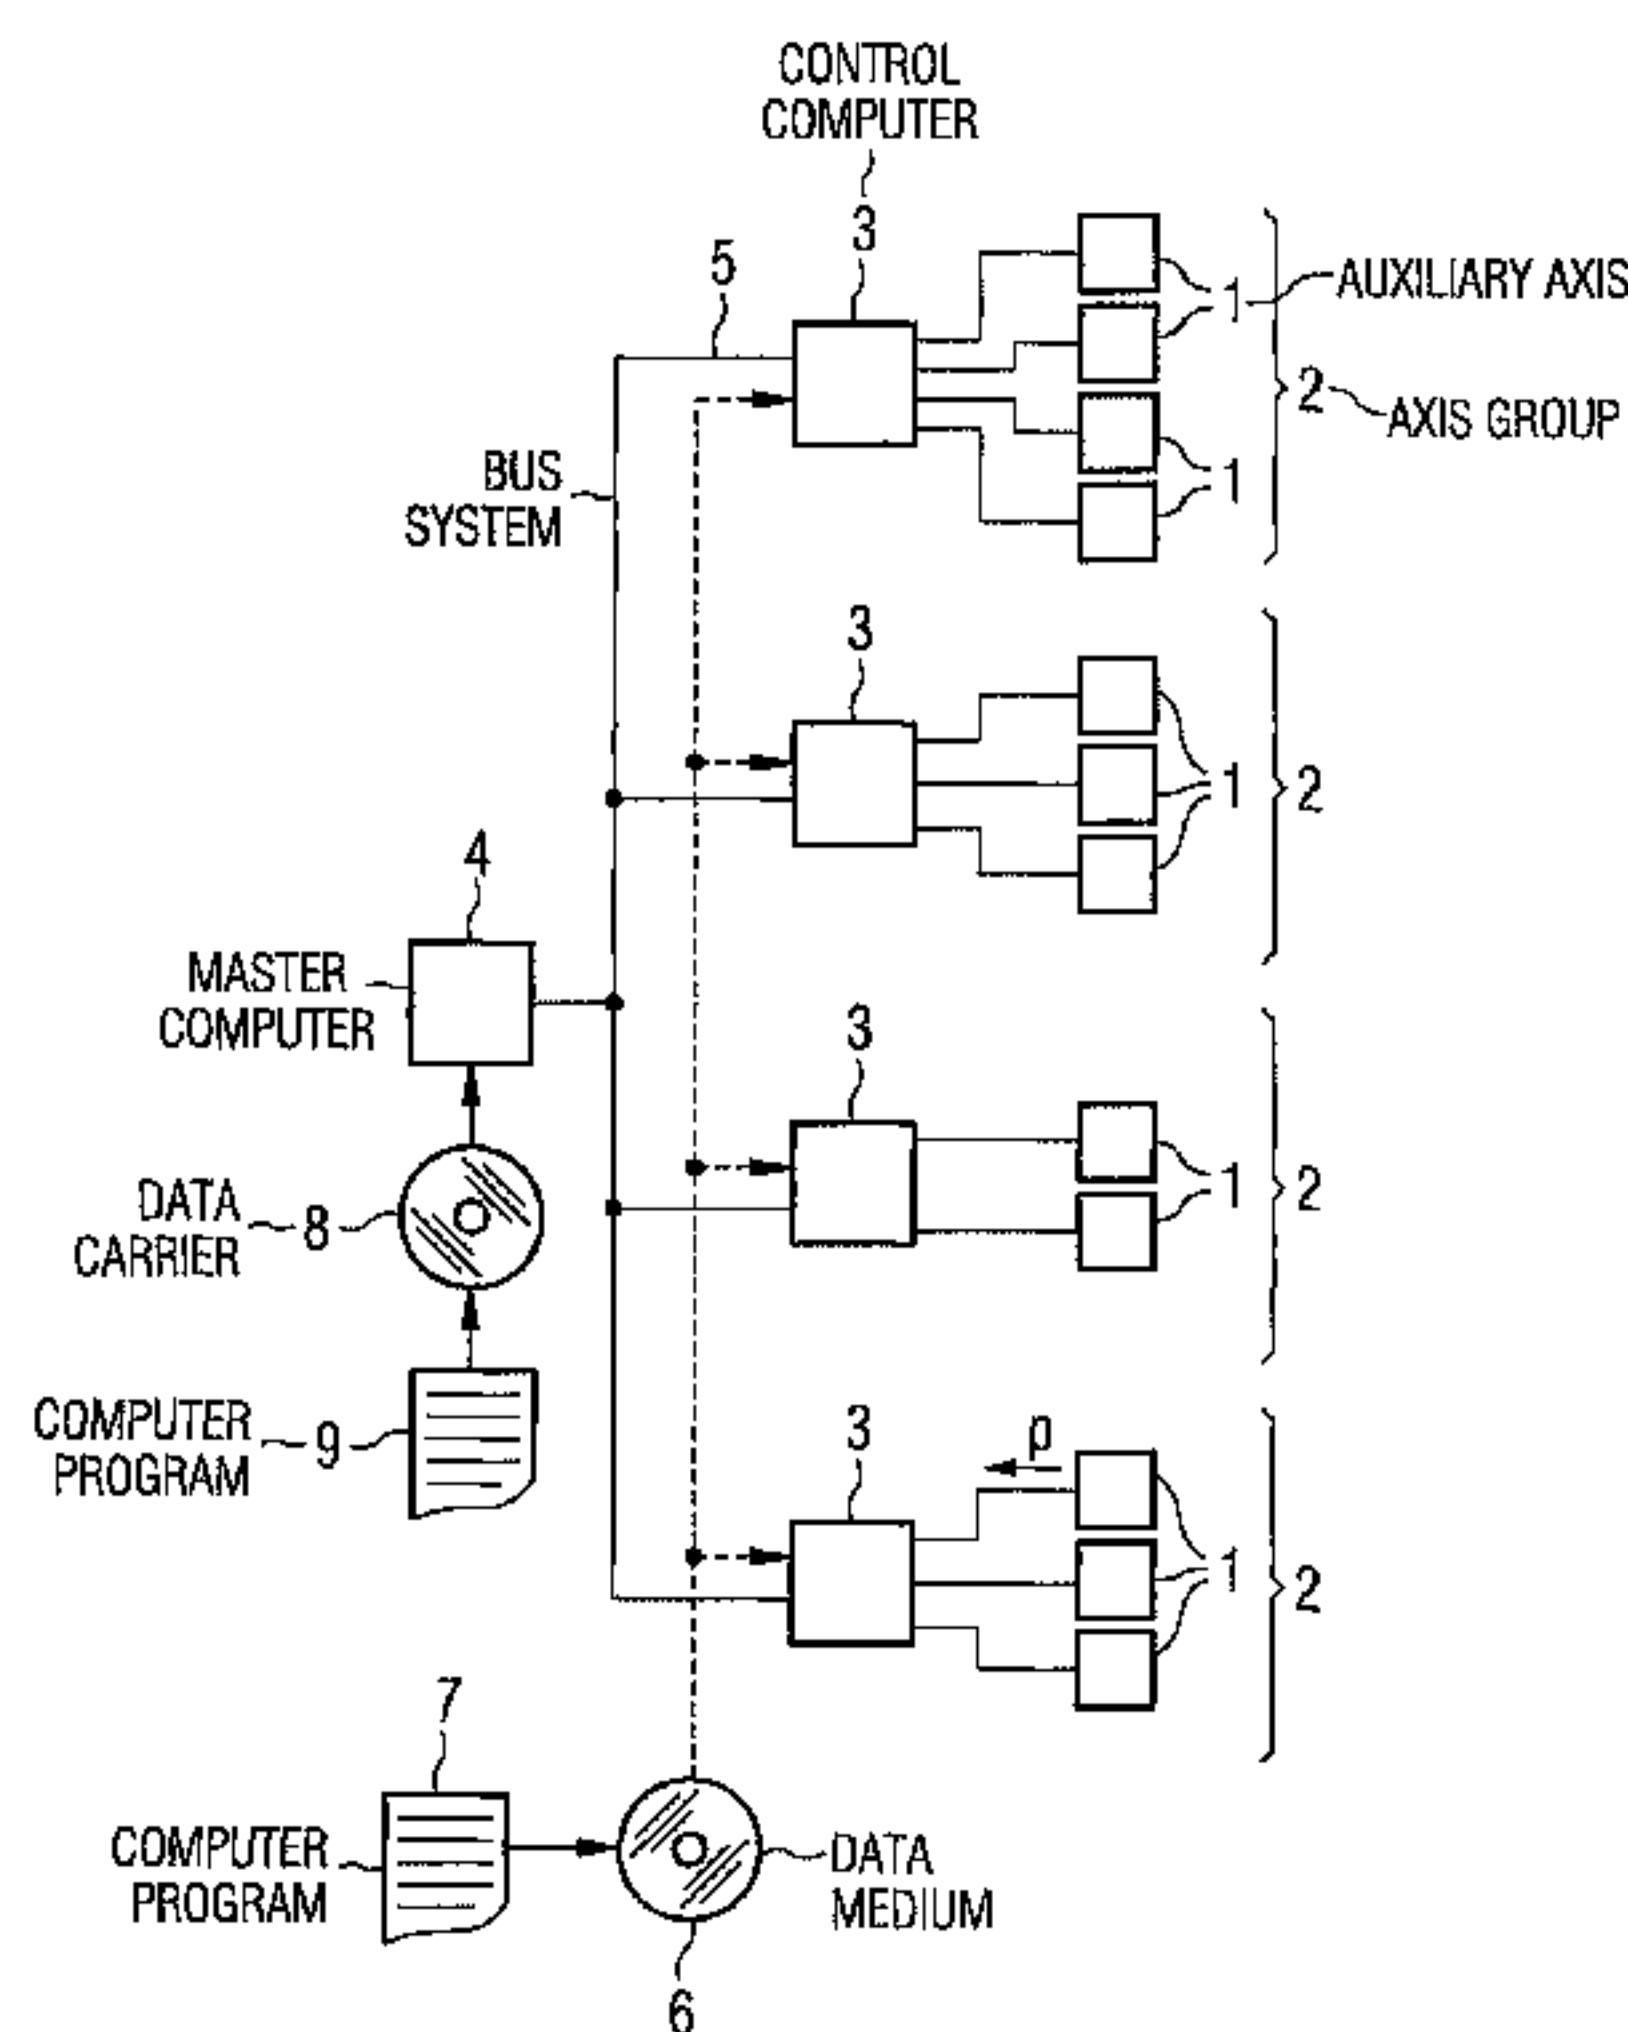 CONTROL
COMPUTER
3
5
1
AUXILIARY AXIS
2
AXIS GROUP
BUS
SYSTEM
1
3
1
2
4
MASTER
COMPUTER
3
1
2
DATA
CARRIER
8
COMPUTER
PROGRAM
9
3
p
1
2
7
COMPUTER
PROGRAM
DATA
MEDIUM
6